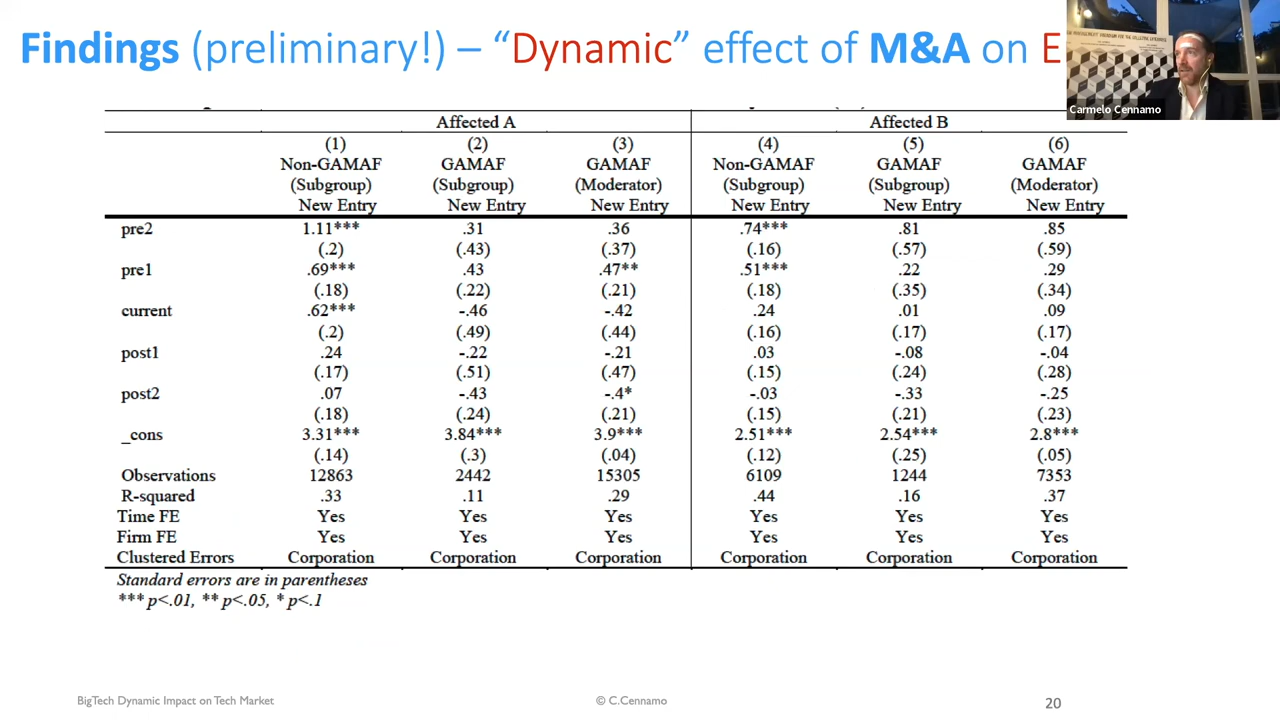 Findings (preliminary!) – “Dynamic” effect of M&A on E
Carmelo Cennamo
Affected A Affected B
(1) (2) (3) (4) (5) (6)
Non-GAMAF GAMAF GAMAF Non-GAMAF GAMAF GAMAF
(Subgroup) (Subgroup) (Moderator) (Subgroup) (Subgroup) (Moderator)
New Entry New Entry New Entry New Entry New Entry New Entry
pre2 1.11*** .31 .36 .74*** .81 .85
(.2) (.43) (.37) (.16) (.57) (.59)
pre1 .69*** .43 .47** .51*** .22 .29
(.18) (.22) (.21) (.18) (.35) (.34)
current .62*** -.46 -.42 .24 .01 .09
(.2) (.49) (.44) (.16) (.17) (.17)
post1 .24 -.22 -.21 .03 -.08 -.04
(.17) (.51) (.47) (.15) (.24) (.28)
post2 .07 -.43 -.4* -.03 -.33 -.25
(.18) (.24) (.21) (.15) (.21) (.23)
_cons 3.31*** 3.84*** 3.9*** 2.51*** 2.54*** 2.8***
(.14) (.3) (.04) (.12) (.25) (.05)
Observations 12863 2442 15305 6109 1244 7353
R-squared .33 .11 .29 .44 .16 .37
Time FE Yes Yes Yes Yes Yes Yes
Firm FE Yes Yes Yes Yes Yes Yes
Clustered Errors Corporation Corporation Corporation Corporation Corporation Corporation
Standard errors are in parentheses
*** p<.01, ** p<.05, * p<.1
BigTech Dynamic Impact on Tech Market © C.Cennamo 20